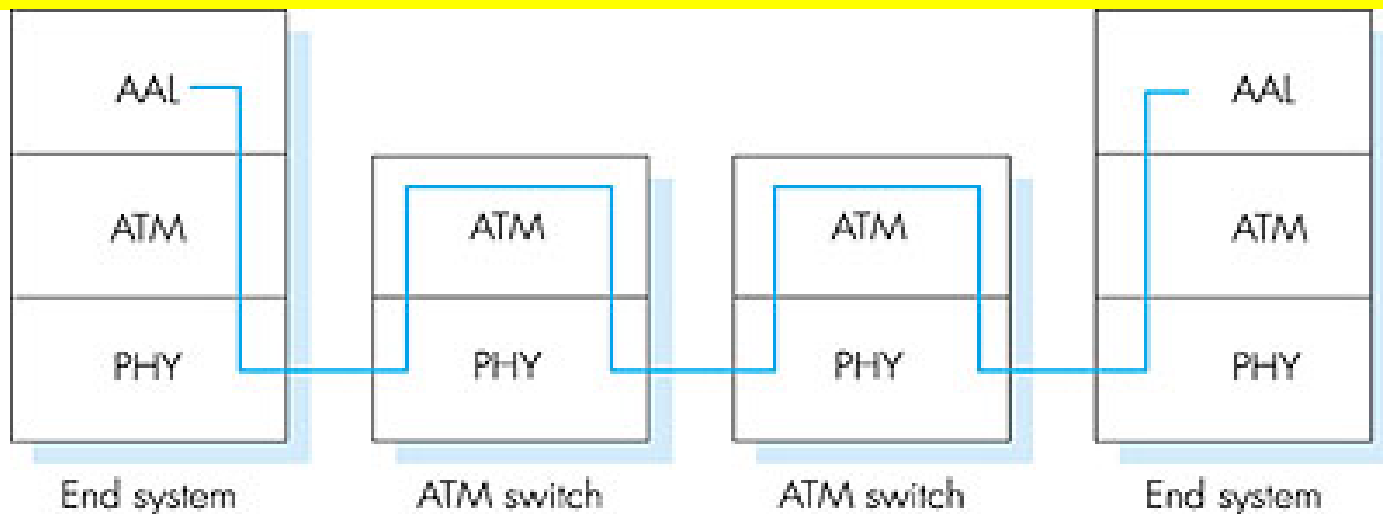 AAL AAL
ATM ATM ATM ATM
PHY PHY PHY PHY
End system ATM switch ATM switch End system